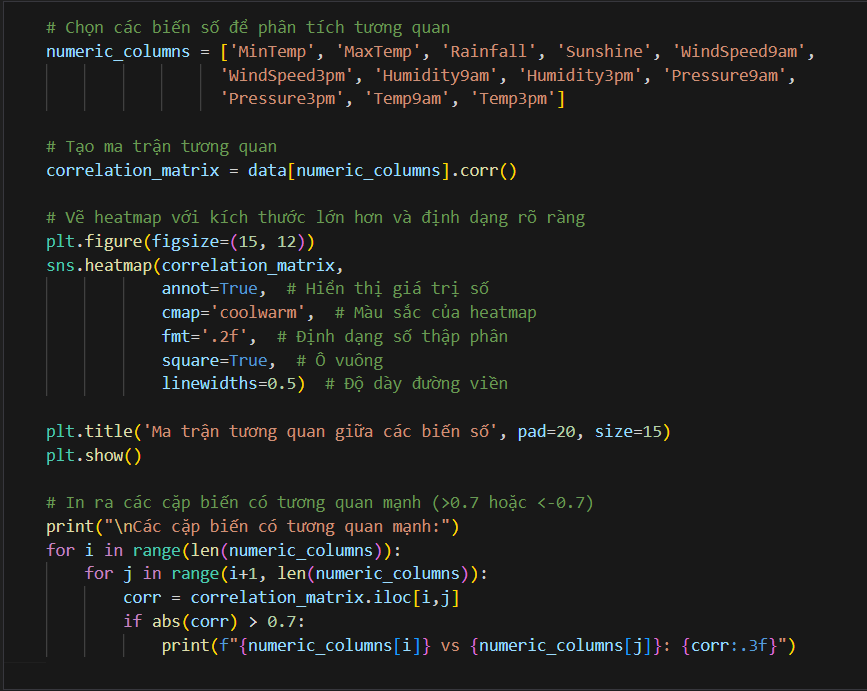 # Chọn các biến số để phân tích tương quan
numeric_columns = ['MinTemp', 'MaxTemp', 'Rainfall', 'Sunshine', 'WindSpeed9am',
'WindSpeed3pm', 'Humidity9am', 'Humidity3pm', 'Pressure9am',
'Pressure3pm', 'Temp9am', 'Temp3pm']
# Tạo ma trận tương quan
correlation_matrix = data[numeric_columns].corr()
# Vẽ heatmap với kích thước lớn hơn và định dạng rõ ràng
plt.figure(figsize=(15, 12))
sns.heatmap(correlation_matrix,
annot=True,  # Hiển thị giá trị số
cmap='coolwarm',  # Màu sắc của heatmap
fmt='.2f',  # Định dạng số thập phân
square=True,  # Ô vuông
linewidths=0.5)  # Độ dày đường viền
plt.title('Ma trận tương quan giữa các biến số', pad=20, size=15)
plt.show()
# In ra các cặp biến có tương quan mạnh (>0.7 hoặc <-0.7)
print("\nCác cặp biến có tương quan mạnh:")
for i in range(len(numeric_columns)):
for j in range(i+1, len(numeric_columns)):
corr = correlation_matrix.iloc[i,j]
if abs(corr) > 0.7:
print(f"{numeric_columns[i]} vs {numeric_columns[j]}: {corr:.3f}")